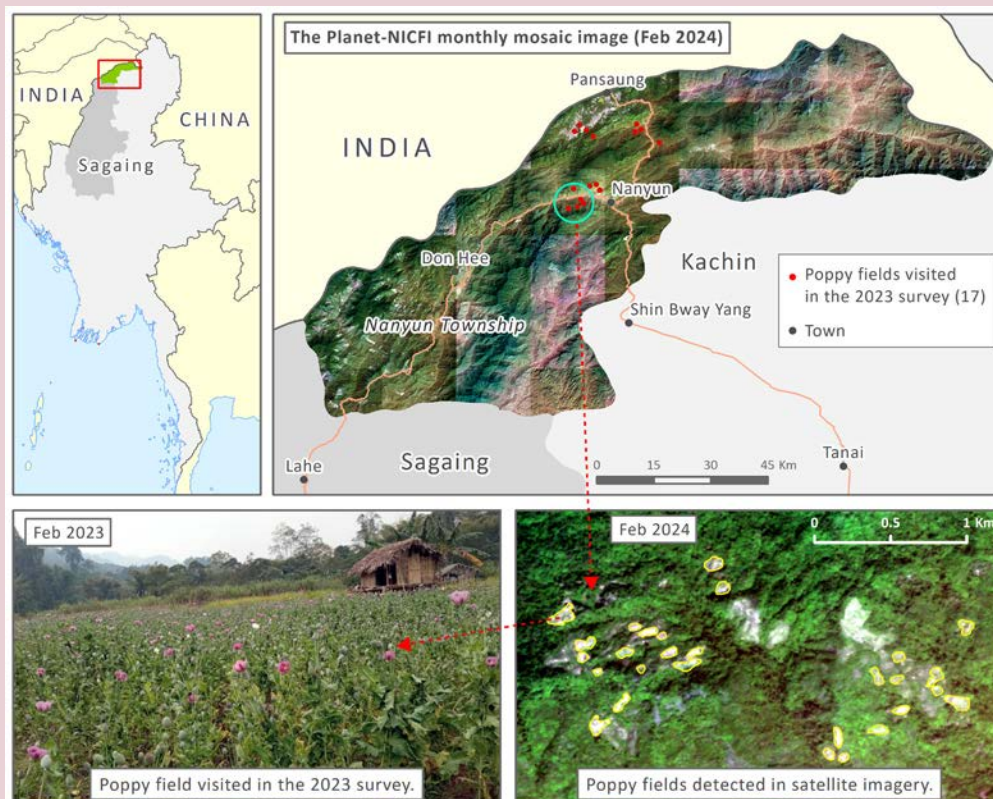 INDIA
CHINA
Sagaing
The Planet-NICFI monthly mosaic image (Feb 2024)
Pansaung
INDIA
Nanyun
Don Hee
Kachin
Nanyun Township
Shin Bway Yang
Poppy fields visited
in the 2023 survey (17)
Town
Lahe
Sagaing
Tanai
0 15 30 45 Km
Feb 2023
Poppy field visited in the 2023 survey.
Feb 2024
0 0.5 1 Km
Poppy fields detected in satellite imagery.